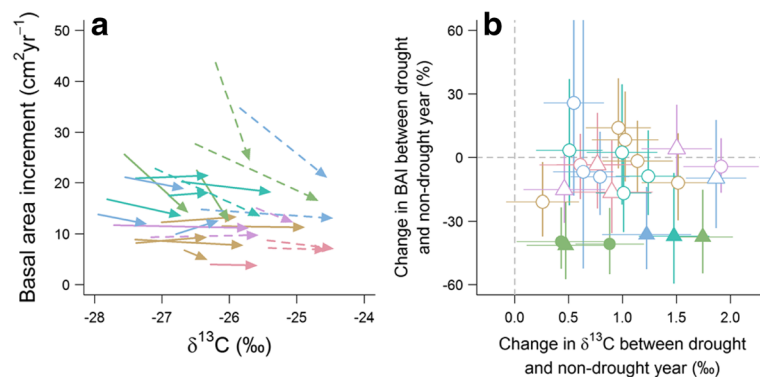 a
Basal area increment (cm²yr⁻¹)
50
40
30
20
10
0
-28
-27
-26
-25
-24
δ¹³C (‰)
b
Change in BAI between drought
and non-drought year (%)
60
30
0
-30
-60
0.0
0.5
1.0
1.5
2.0
Change in δ¹³C between drought
and non-drought year (‰)